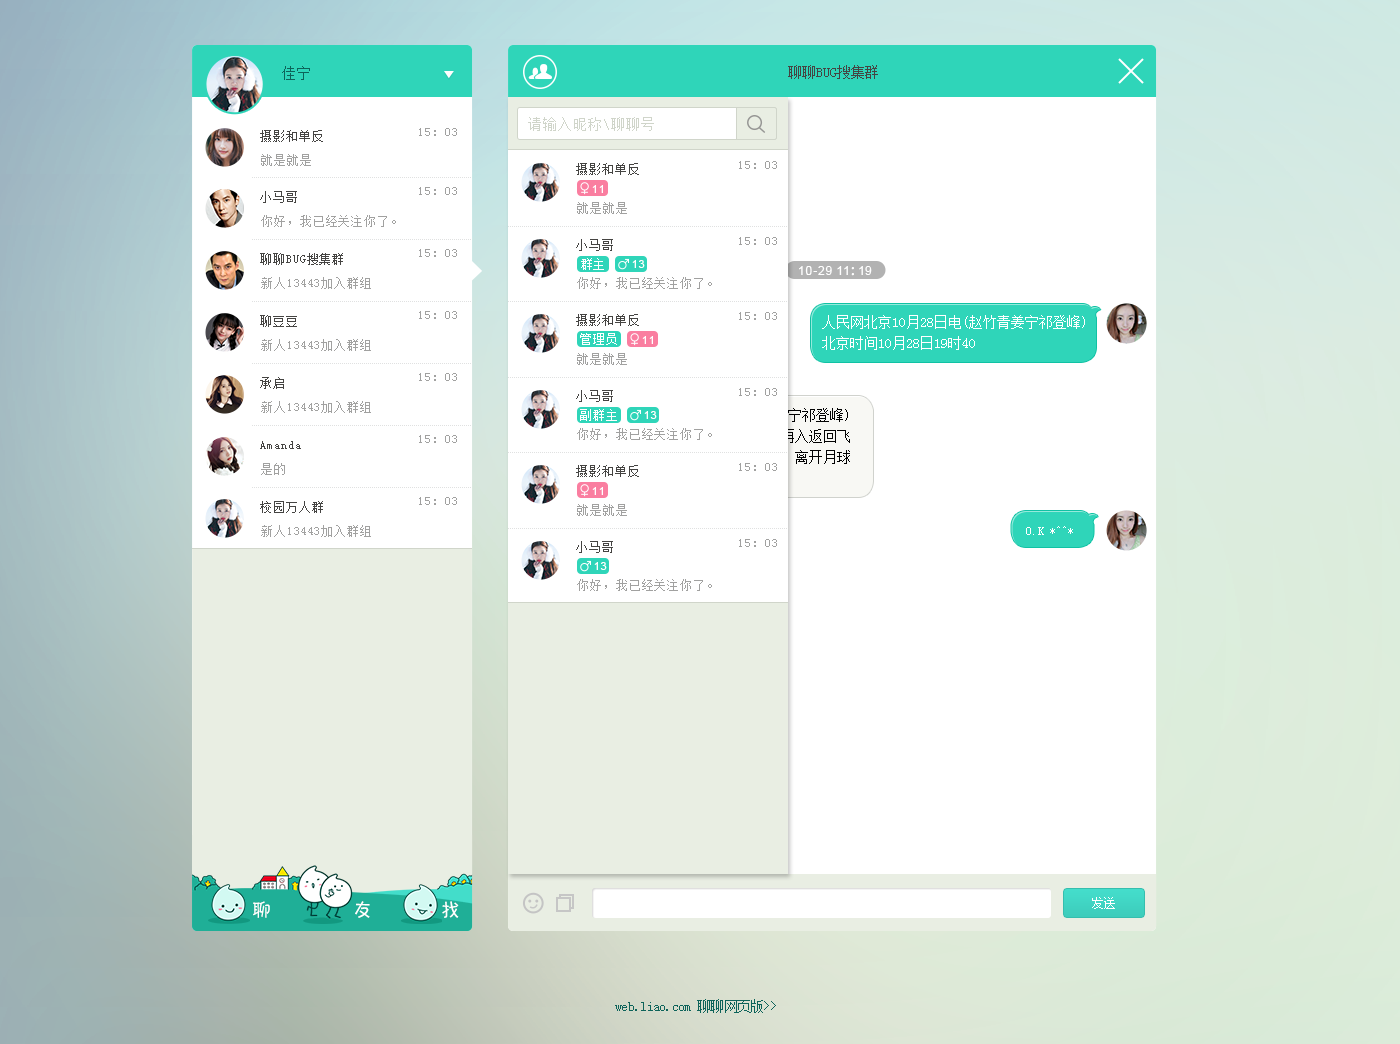 佳宁
摄影和单反
15: 03
就是就是
小马哥
15: 03
你好，我已经关注你了。
聊聊BUG搜集群
15: 03
新人13443加入群组
聊豆豆
15: 03
新人13443加入群组
承启
15: 03
新人13443加入群组
Amanda
15: 03
是的
校园万人群
15: 03
新人13443加入群组
聊
友
找
聊聊BUG搜集群
请输入昵称\聊聊号
摄影和单反
15: 03
♀11
就是就是
小马哥
15: 03
群主 ♂13
你好，我已经关注你了。
摄影和单反
15: 03
管理员 ♀11
就是就是
小马哥
15: 03
副群主 ♂13
你好，我已经关注你了。
摄影和单反
15: 03
♀11
就是就是
小马哥
15: 03
♂13
你好，我已经关注你了。
10-29 11: 19
人民网北京10月28日电(赵竹青姜宁祁登峰)
北京时间10月28日19时40
宁祁登峰)
再入返回飞
离开月球
O.K *^^*
发送
web.liao.com 聊聊网页版>>